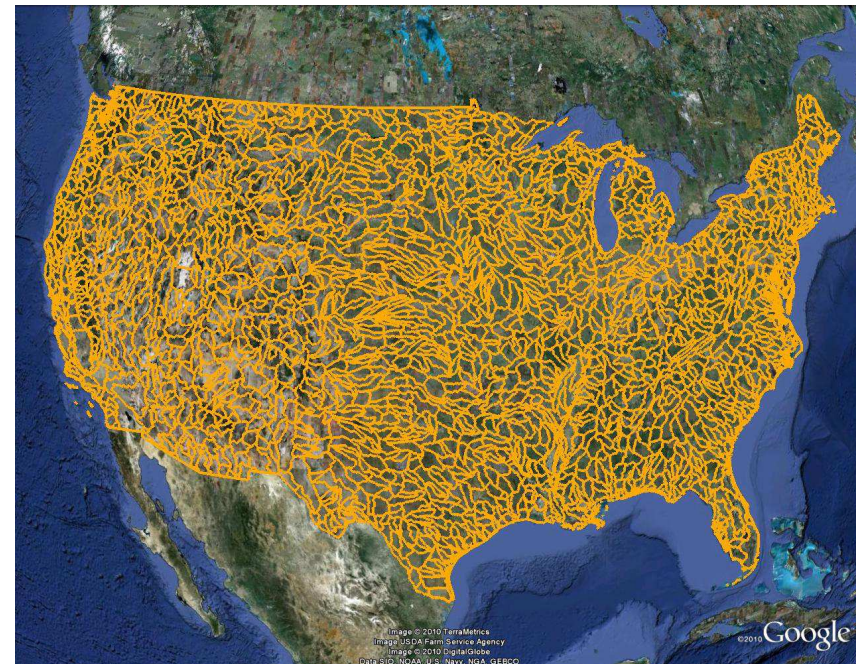 Image © 2010 TerraMetrics
Image USDA Farm Service Agency
Image © 2010 DigitalGlobe
Data SIO, NOAA, U.S. Navy, NGA, GEBCO
©2010 Google